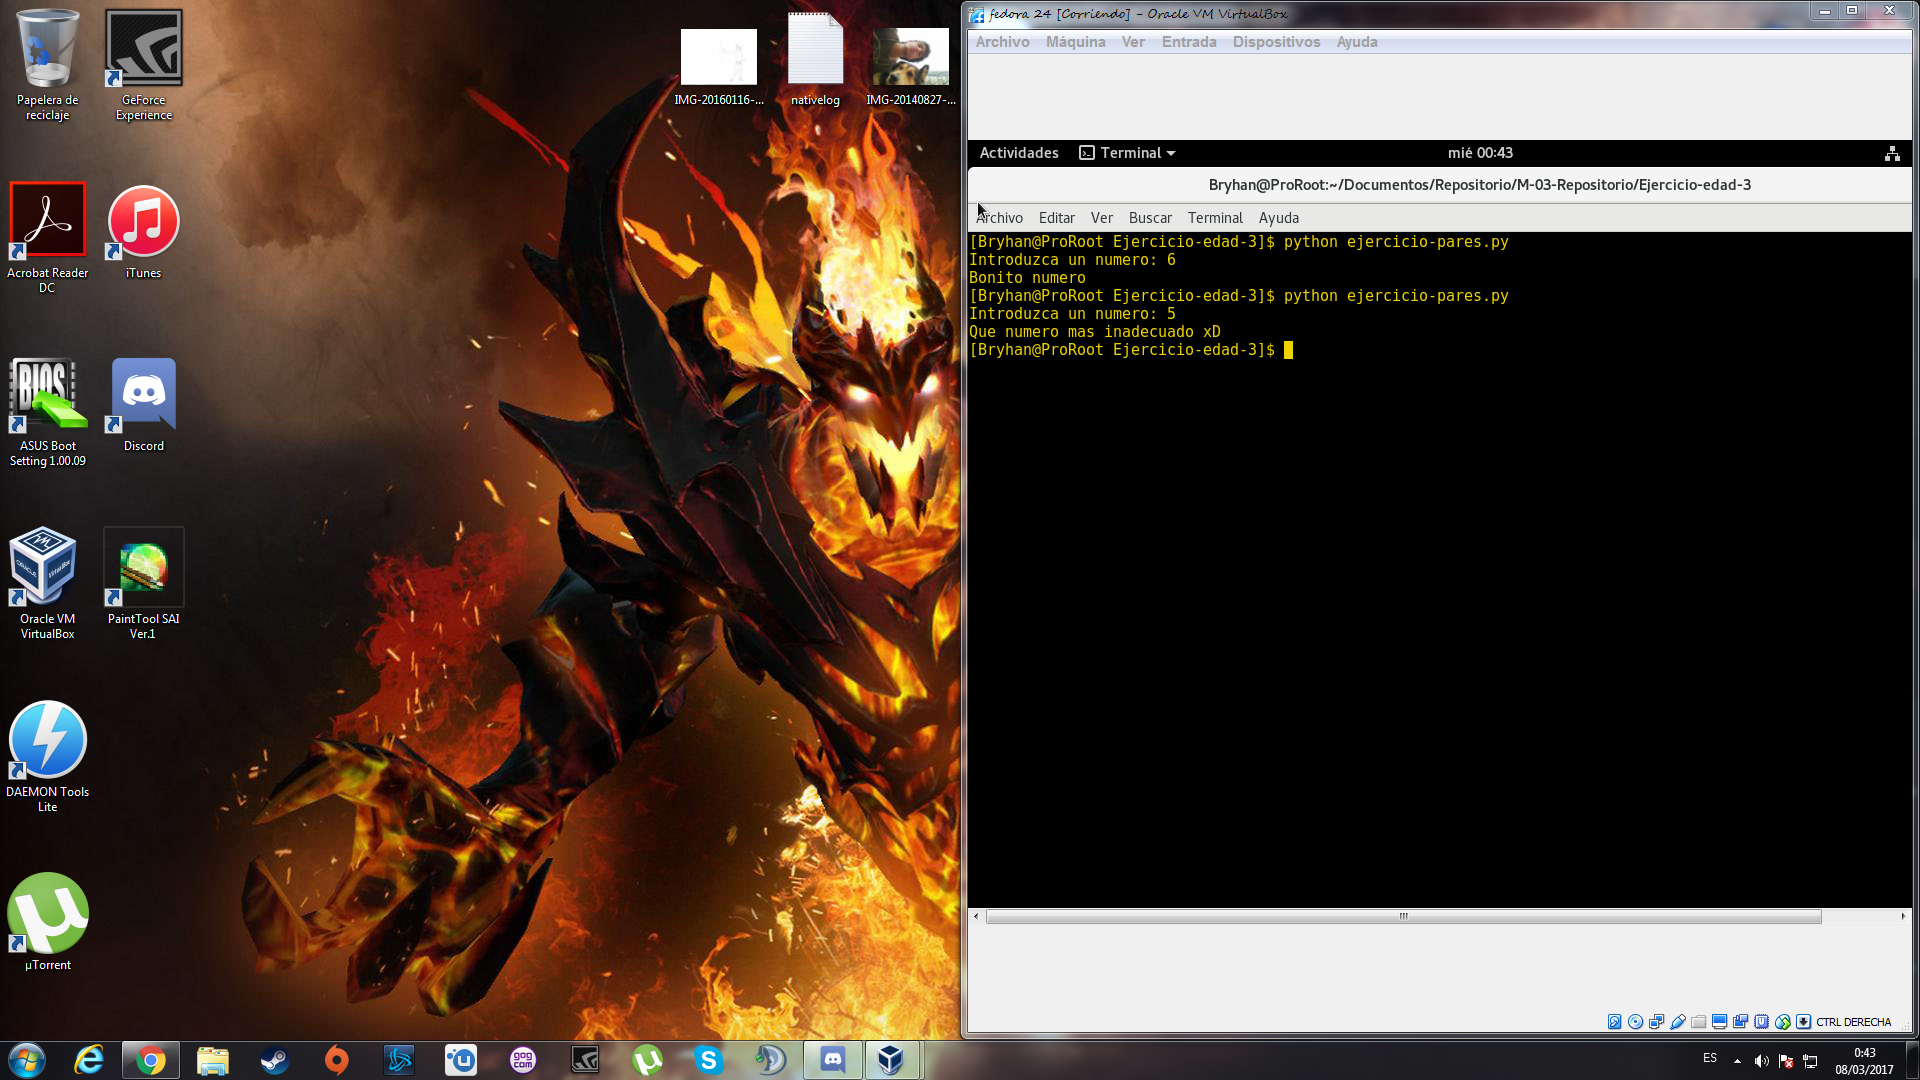 Papelera de
reciclaje
GeForce
Experience
Acrobat Reader
DC
iTunes
BIOS
ASUS Boot
Setting 1.00.09
Discord
Oracle VM
VirtualBox
PaintTool SAI
Ver.1
DAEMON Tools
Lite
µTorrent
IMG-20160116-...
nativelog
IMG-20140827-...
fedora 24 [Corriendo] - Oracle VM VirtualBox
Archivo Máquina Ver Entrada Dispositivos Ayuda
Actividades Terminal mié 00:43
Bryhan@ProRoot:~/Documentos/Repositorio/M-03-Repositorio/Ejercicio-edad-3
Archivo Editar Ver Buscar Terminal Ayuda
[Bryhan@ProRoot Ejercicio-edad-3]$ python ejercicio-pares.py
Introduzca un numero: 6
Bonito numero
[Bryhan@ProRoot Ejercicio-edad-3]$ python ejercicio-pares.py
Introduzca un numero: 5
Que numero mas inadecuado xD
[Bryhan@ProRoot Ejercicio-edad-3]$
CTRL DERECHA
gog
com
ES
0:43
08/03/2017